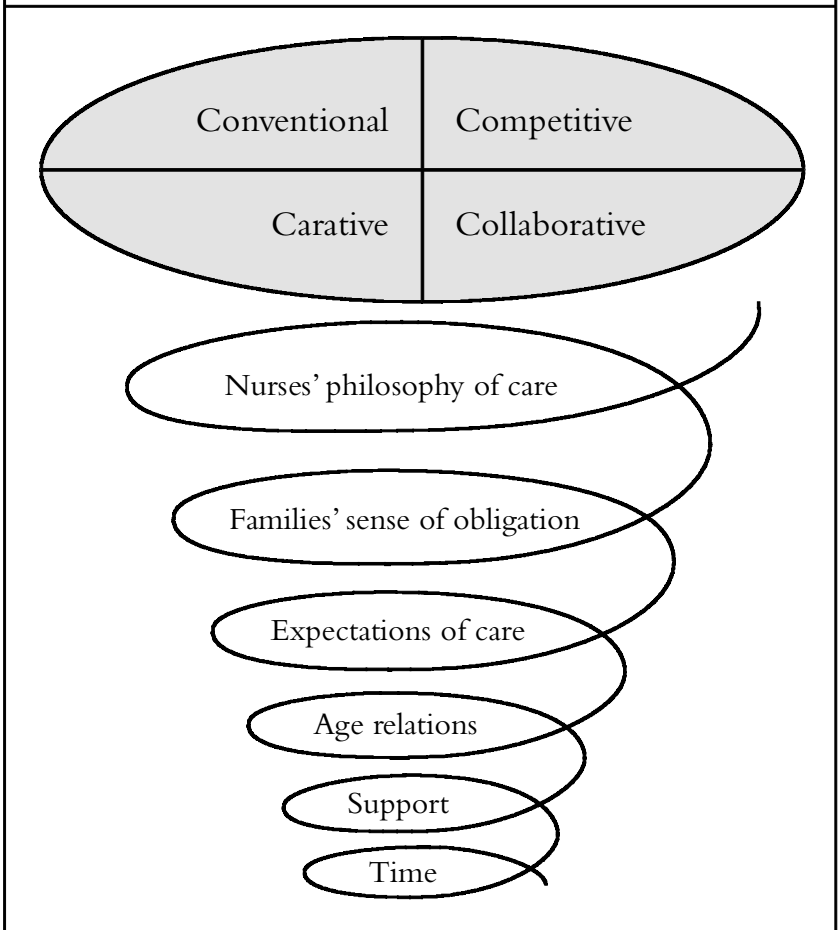 Conventional Competitive
Carative Collaborative
Nurses’ philosophy of care
Families’ sense of obligation
Expectations of care
Age relations
Support
Time